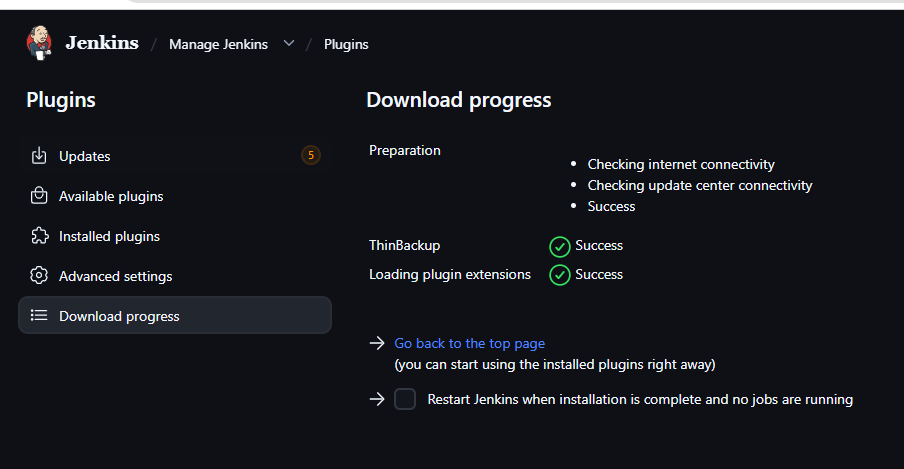 Jenkins / Manage Jenkins / Plugins
Plugins
Updates 5
Available plugins
Installed plugins
Advanced settings
Download progress
Download progress
Preparation
• Checking internet connectivity
• Checking update center connectivity
• Success
ThinBackup Success
Loading plugin extensions Success
→ Go back to the top page
(you can start using the installed plugins right away)
→ Restart Jenkins when installation is complete and no jobs are running